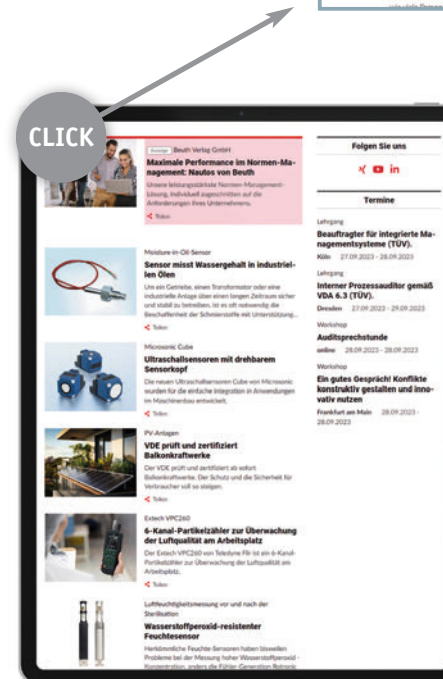 wie viele
CLICK
Anzeige Beuth Verlag GmbH
Maximale Performance im Normen-Ma-
nagement: Nautos von Beuth
Unsere leistungsstärkste Normen-Management-
Lösung, individuell zugeschnitten auf die
Anforderungen Ihres Unternehmens.
Teilen
Moisture-in-Oil-Sensor
Sensor misst Wassergehalt in industriel-
len Ölen
Um ein Getriebe, einen Transformator oder eine
industrielle Anlage über einen langen Zeitraum sicher
und stabil zu betreiben, ist es oft notwendig die
Beschaffenheit der Schmierstoffe mit Unterstützung...
Teilen
Microsonic Cube
Ultraschallsensoren mit drehbarem
Sensorkopf
Die neuen Ultraschallsensoren Cube von Microsonic
wurden für die einfache Integration in Anwendungen
im Maschinenbau entwickelt.
Teilen
PV-Anlagen
VDE prüft und zertifiziert
Balkonkraftwerke
Der VDE prüft und zertifiziert ab sofort
Balkonkraftwerke. Der Schutz und die Sicherheit für
Verbraucher soll so steigen.
Teilen
Extech VPC260
6-Kanal-Partikelzähler zur Überwachung
der Luftqualität am Arbeitsplatz
Der Extech VPC260 von Teledyne Flir ist ein 6-Kanal-
Partikelzähler zur Überwachung der Luftqualität am
Arbeitsplatz.
Teilen
Luftfeuchtigkeitsmessung vor und nach der
Sterilisation
Wasserstoffperoxid-resistenter
Feuchtesensor
Herkömmliche Feuchte-Sensoren haben bisweilen
Probleme bei der Messung hoher Wasserstoffperoxid-
Konzentration, anders die Fühler-Generation Rotronic
Folgen Sie uns
in
Termine
Lehrgang
Beauftragter für integrierte Ma-
nagementsysteme (TÜV).
Köln 27.09.2023 - 28.09.2023
Lehrgang
Interner Prozessauditor gemäß
VDA 6.3 (TÜV).
Dresden 27.09.2023 - 29.09.2023
Workshop
Auditsprechstunde
online 28.09.2023 - 28.09.2023
Workshop
Ein gutes Gespräch! Konflikte
konstruktiv gestalten und inno-
vativ nutzen
Frankfurt am Main 28.09.2023 -
28.09.2023